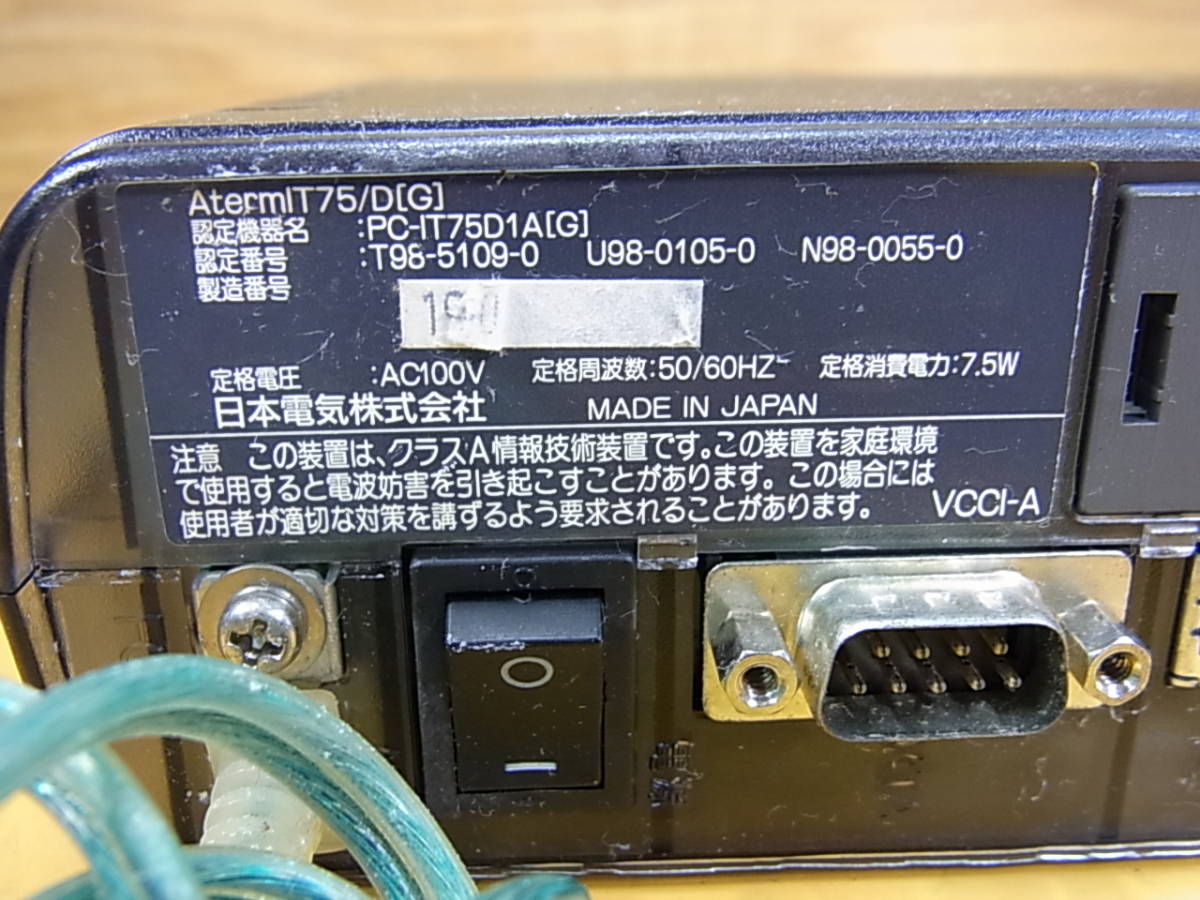 AtermIT75/D[G]
認定機器名 :PC-IT75D1A[G]
認定番号 :T98-5109-0 U98-0105-0 N98-0055-0
製造番号
定格電圧 :AC100V 定格周波数:50/60HZ 定格消費電力:7.5W
日本電気株式会社 MADE IN JAPAN
注意 この装置は、クラスA情報技術装置です。この装置を家庭環境
で使用すると電波妨害を引き起こすことがあります。この場合には
使用者が適切な対策を講ずるよう要求されることがあります。 VCCI-A